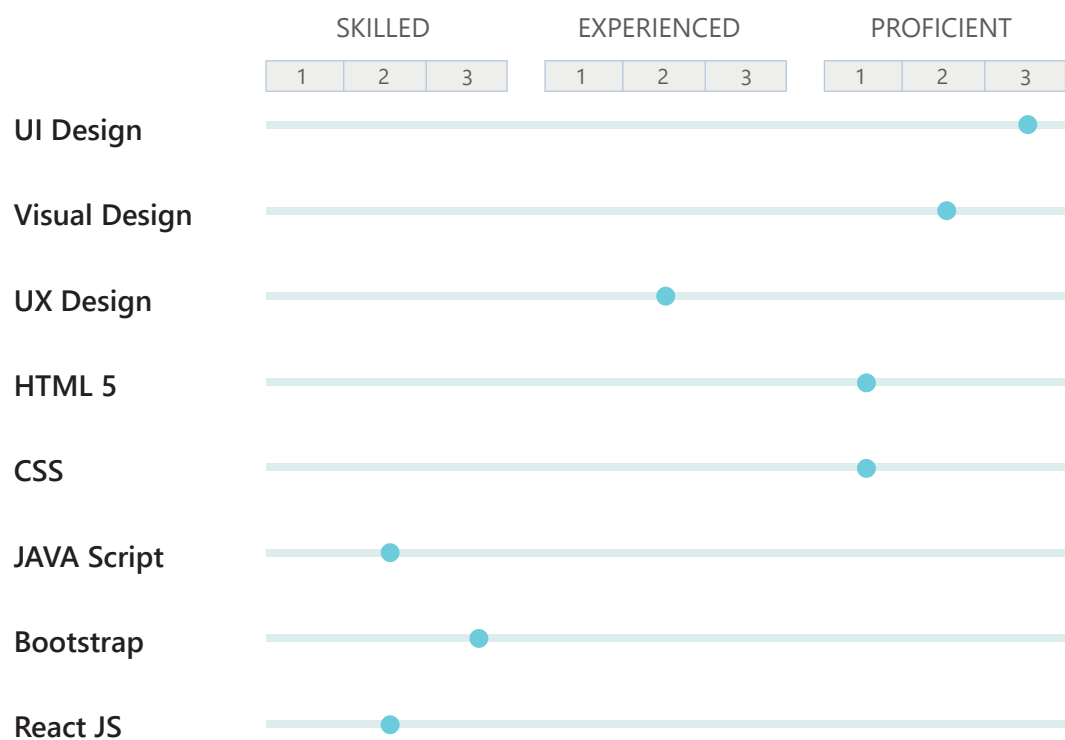 SKILLED EXPERIENCED PROFICIENT
1 2 3 1 2 3 1 2 3
UI Design
Visual Design
UX Design
HTML 5
CSS
JAVA Script
Bootstrap
React JS